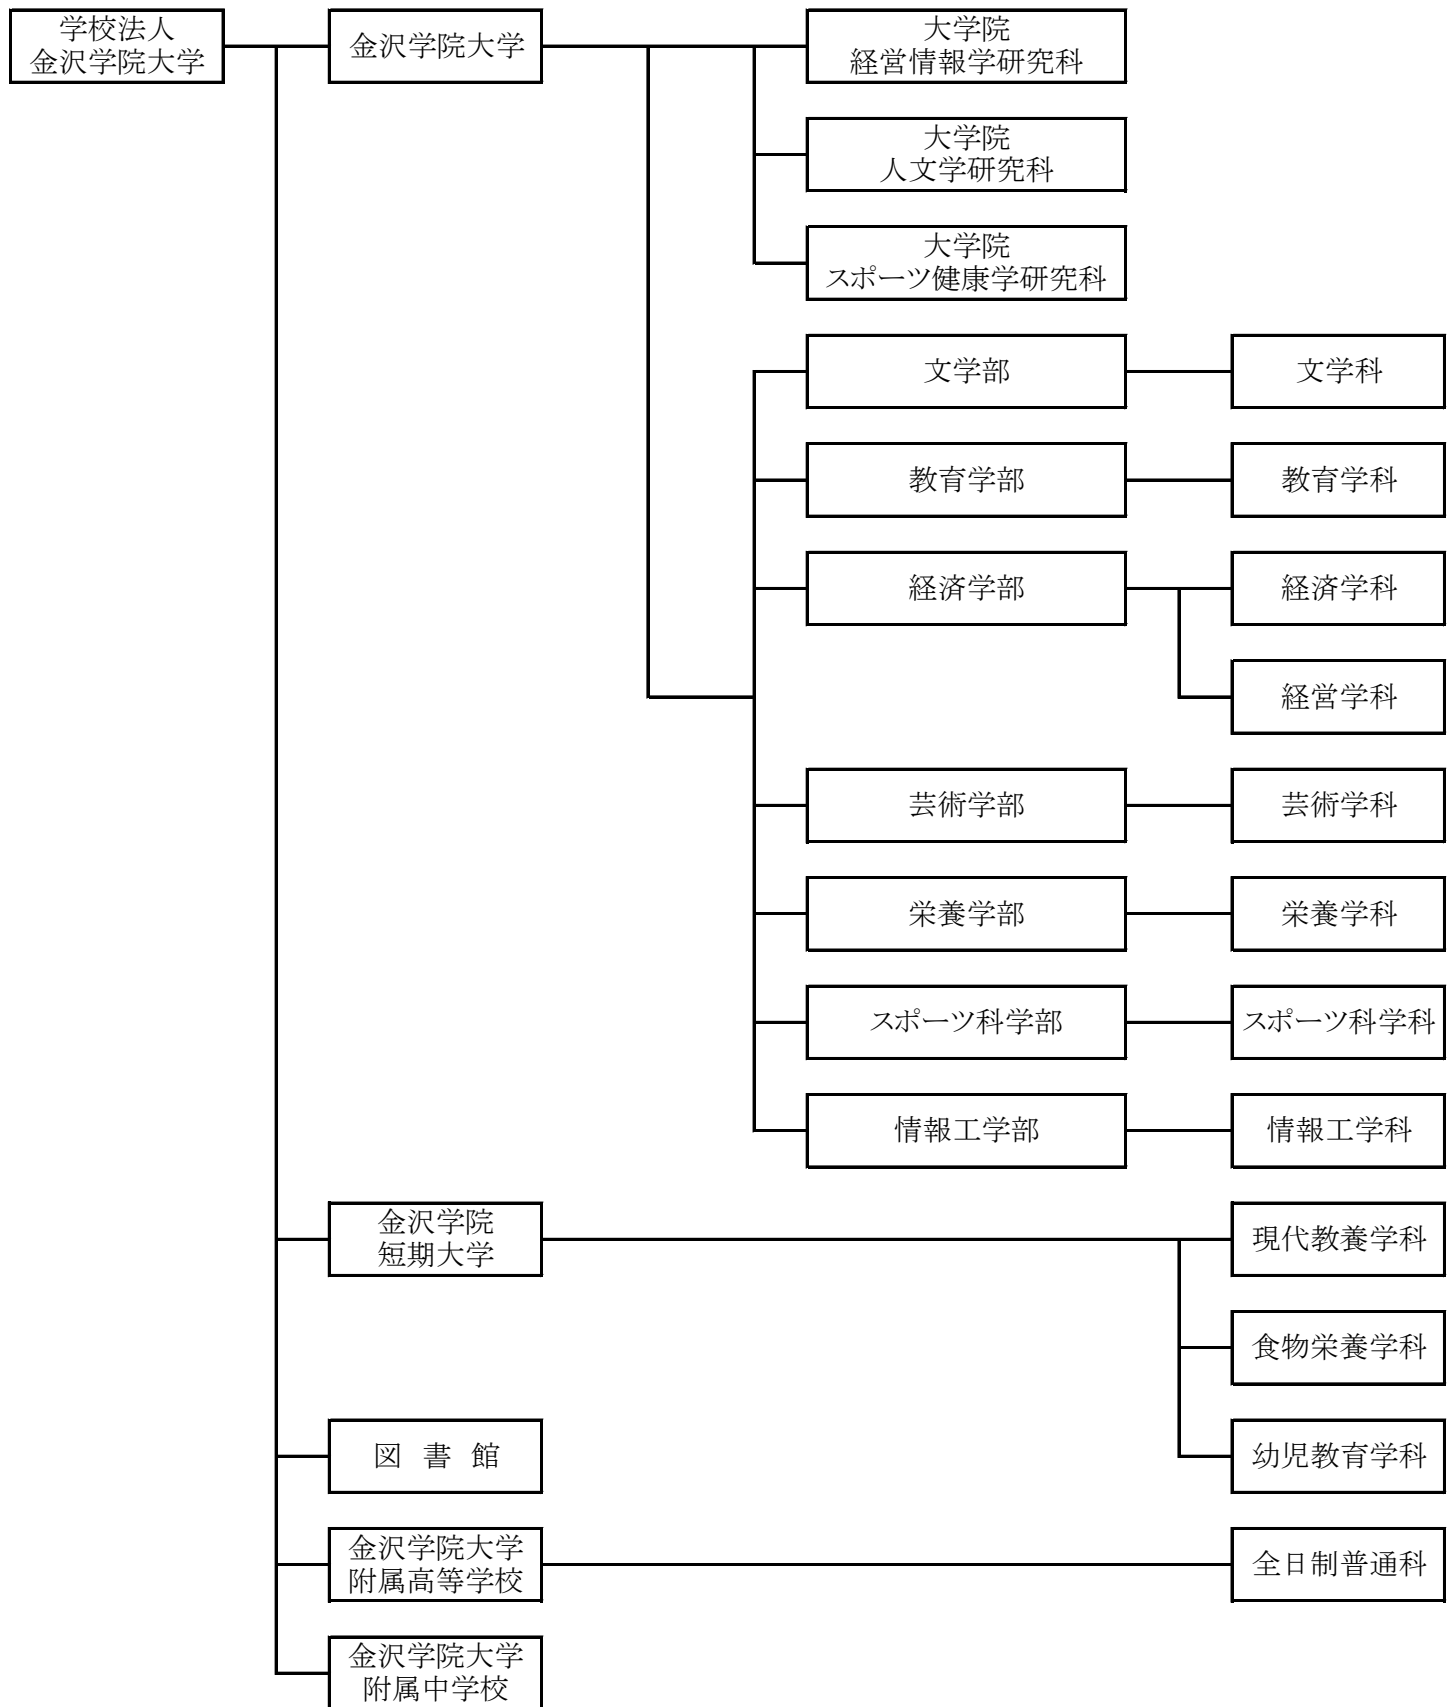 学校法人
金沢学院大学
金沢学院大学
大学院
経営情報学研究科
大学院
人文学研究科
大学院
スポーツ健康学研究科
文学部
文学科
教育学部
教育学科
経済学部
経済学科
経営学科
芸術学部
芸術学科
栄養学部
栄養学科
スポーツ科学部
スポーツ科学科
情報工学部
情報工学科
金沢学院
短期大学
現代教養学科
食物栄養学科
図 書 館
幼児教育学科
金沢学院大学
附属高等学校
全日制普通科
金沢学院大学
附属中学校